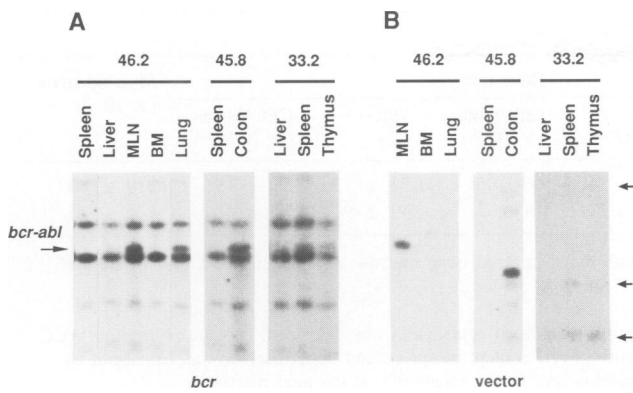 A
B
46.2
45.8
33.2
46.2
45.8
33.2
Spleen
Liver
MLN
BM
Lung
Spleen
Colon
Liver
Spleen
Thymus
MLN
BM
Lung
Spleen
Colon
Liver
Spleen
Thymus
bcr-abl
bcr
vector